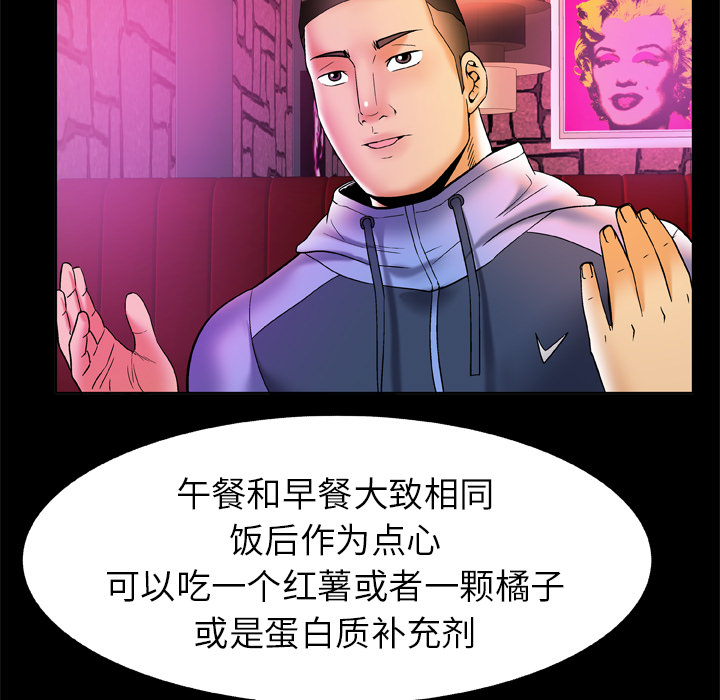 午餐和早餐大致相同
饭后作为点心
可以吃一个红薯或者一颗橘子
或是蛋白质补充剂